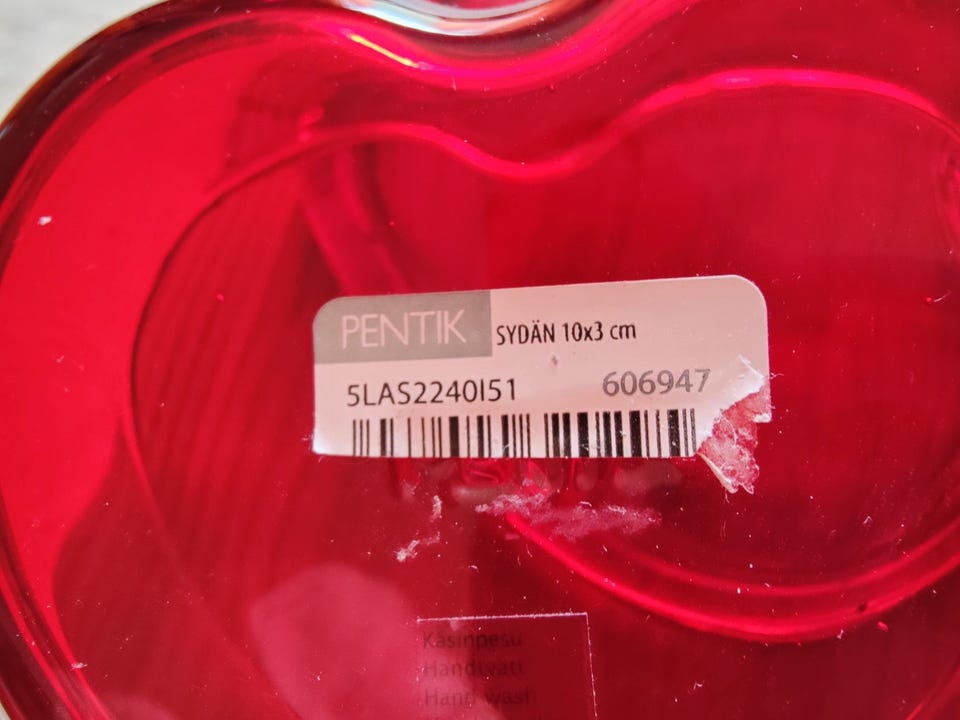 PENTIK SYDÄN 10x3 cm
5LAS2240I51 606947
Käsinpesu
Handtvätt
Hand wash